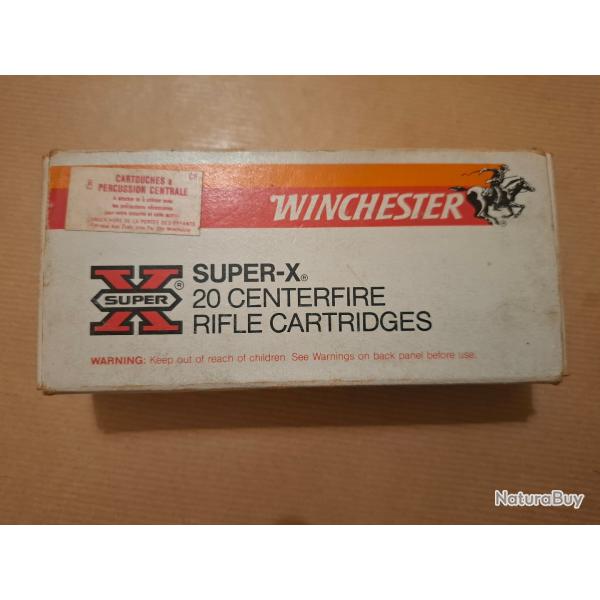 CARTOUCHES à
PERCUSSION CENTRALE
WINCHESTER
X
SUPER
®
SUPER-X®
20 CENTERFIRE
RIFLE CARTRIDGES
WARNING: Keep out of reach of children. See Warnings on back panel before use.
NaturaBuy